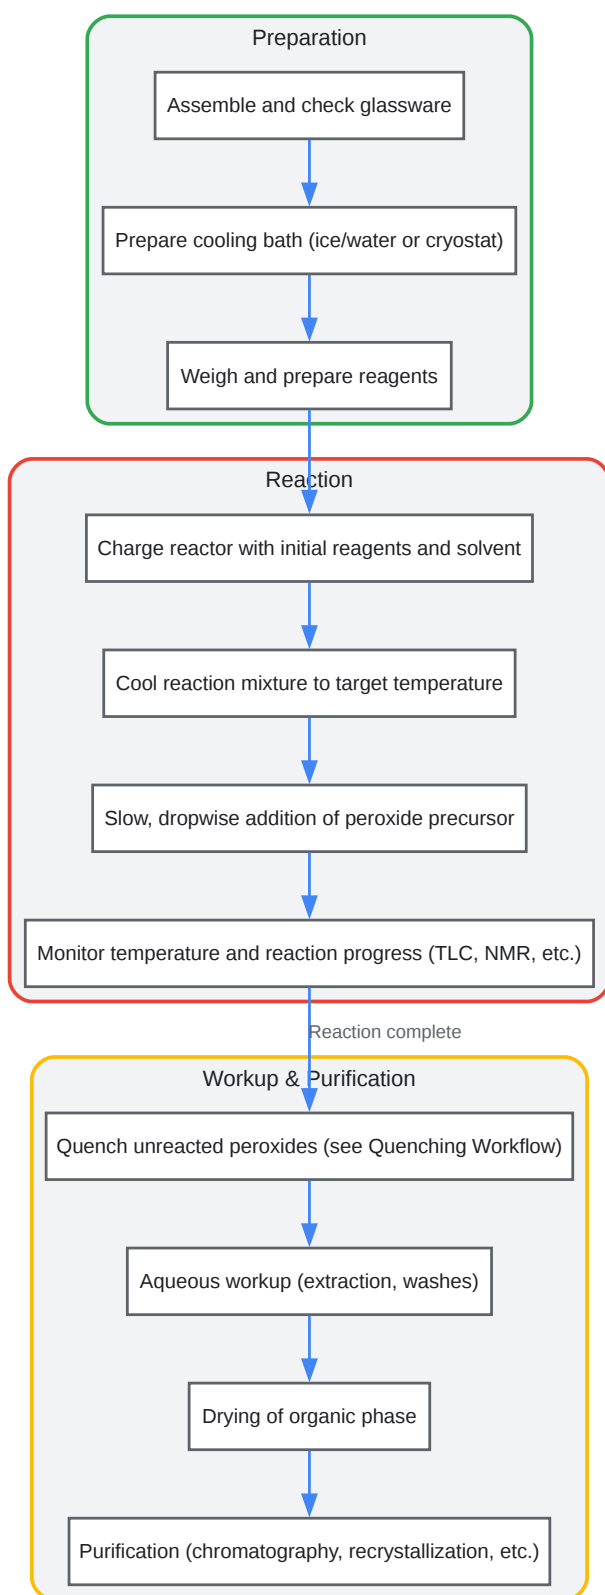 Preparation
Assemble and check glassware
Prepare cooling bath (ice/water or cryostat)
Weigh and prepare reagents
Reaction
Charge reactor with initial reagents and solvent
Cool reaction mixture to target temperature
Slow, dropwise addition of peroxide precursor
Monitor temperature and reaction progress (TLC, NMR, etc.)
Reaction complete
Workup & Purification
Quench unreacted peroxides (see Quenching Workflow)
Aqueous workup (extraction, washes)
Drying of organic phase
Purification (chromatography, recrystallization, etc.)